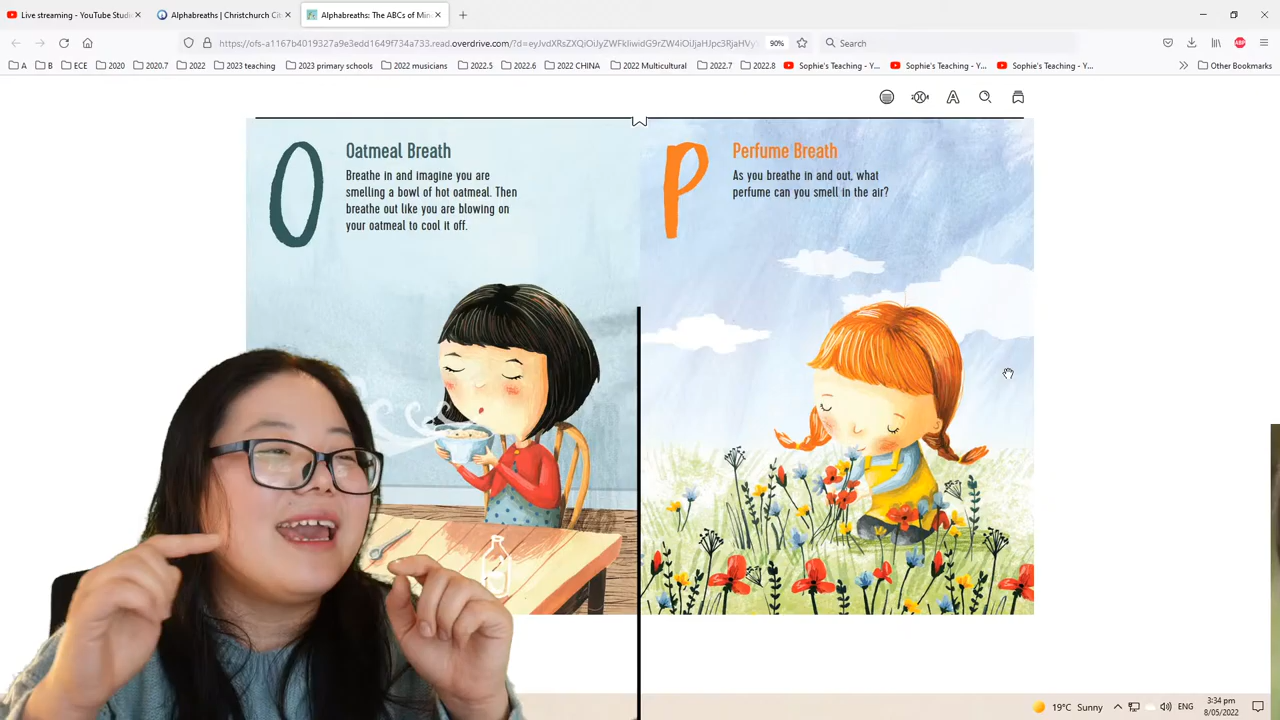 Live streaming - YouTube Studi
Alphabreaths | Christchurch Cit
Alphabreaths: The ABCs of Min
https://ofs-a1167b4019327a9e3edd1649f734a733.read.overdrive.com/?d=
90%
Search
A
B
ECE
2020
2020.7
2022
2023 teaching
2023 primary schools
2022 musicians
2022.5
2022.6
2022 CHINA
2022 Multicultural
2022.7
2022.8
Sophie's Teaching - Y...
Sophie's Teaching - Y...
Sophie's Teaching - Y...
Other Bookmarks
O
Oatmeal Breath
Breathe in and imagine you are
smelling a bowl of hot oatmeal. Then
breathe out like you are blowing on
your oatmeal to cool it off.
P
Perfume Breath
As you breathe in and out, what
perfume can you smell in the air?
19°C Sunny
ENG
3:34 pm
8/05/2022